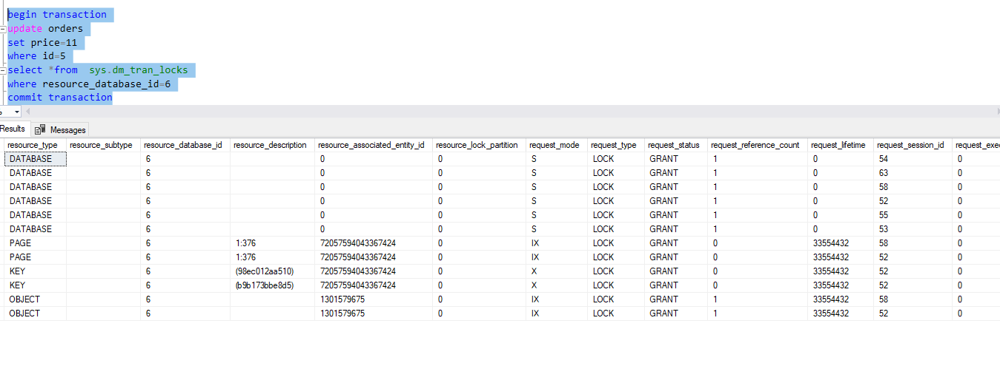 begin transaction
update orders
set price=11
where id=5
select *from  sys.dm_tran_locks
where resource_database_id=6
commit transaction
Results Messages
resource_type resource_subtype resource_database_id resource_description resource_associated_entity_id resource_lock_partition request_mode request_type request_status request_reference_count request_lifetime request_session_id request_exec
DATABASE 6 0 0 S LOCK GRANT 1 0 54 0
DATABASE 6 0 0 S LOCK GRANT 1 0 63 0
DATABASE 6 0 0 S LOCK GRANT 1 0 58 0
DATABASE 6 0 0 S LOCK GRANT 1 0 52 0
DATABASE 6 0 0 S LOCK GRANT 1 0 55 0
DATABASE 6 0 0 S LOCK GRANT 1 0 53 0
PAGE 6 1:376 72057594043367424 0 IX LOCK GRANT 0 33554432 58 0
PAGE 6 1:376 72057594043367424 0 IX LOCK GRANT 0 33554432 52 0
KEY 6 (98ec012aa510) 72057594043367424 0 X LOCK GRANT 0 33554432 52 0
KEY 6 (b9b173bbe8d5) 72057594043367424 0 X LOCK GRANT 0 33554432 52 0
OBJECT 6 1301579675 0 IX LOCK GRANT 1 33554432 58 0
OBJECT 6 1301579675 0 IX LOCK GRANT 1 33554432 52 0